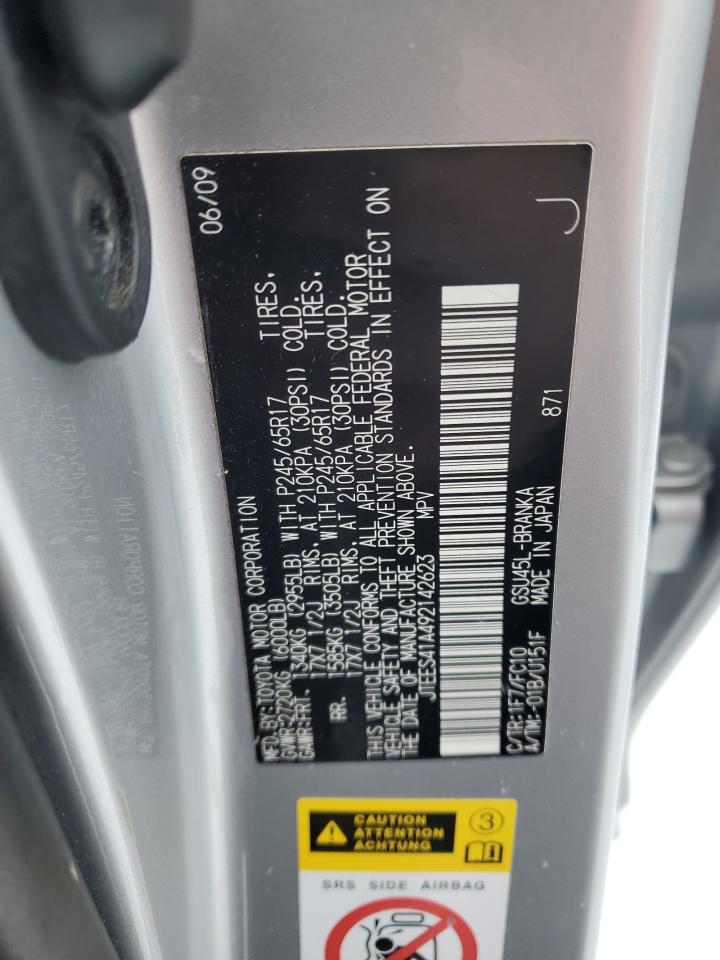 MFD.BY:TOYOTA MOTOR CORPORATION 06/09
GVWR:2720KG (6000LB)
GAWR:FRT. 1340KG (2955LB) WITH P245/65R17 TIRES,
17X7 1/2J RIMS, AT 210KPA (30PSI) COLD.
RR. 1585KG (3505LB) WITH P245/65R17 TIRES,
17X7 1/2J RIMS, AT 210KPA (30PSI) COLD.
THIS VEHICLE CONFORMS TO ALL APPLICABLE FEDERAL MOTOR
VEHICLE SAFETY AND THEFT PREVENTION STANDARDS IN EFFECT ON
THE DATE OF MANUFACTURE SHOWN ABOVE.
JTEES41A492142623 MPV
C/TR:1F7/FC10 GSU45L-BRANKA 871
A/TM:-01B/U151F MADE IN JAPAN J
CAUTION
ATTENTION
ACHTUNG
3
SRS SIDE AIRBAG